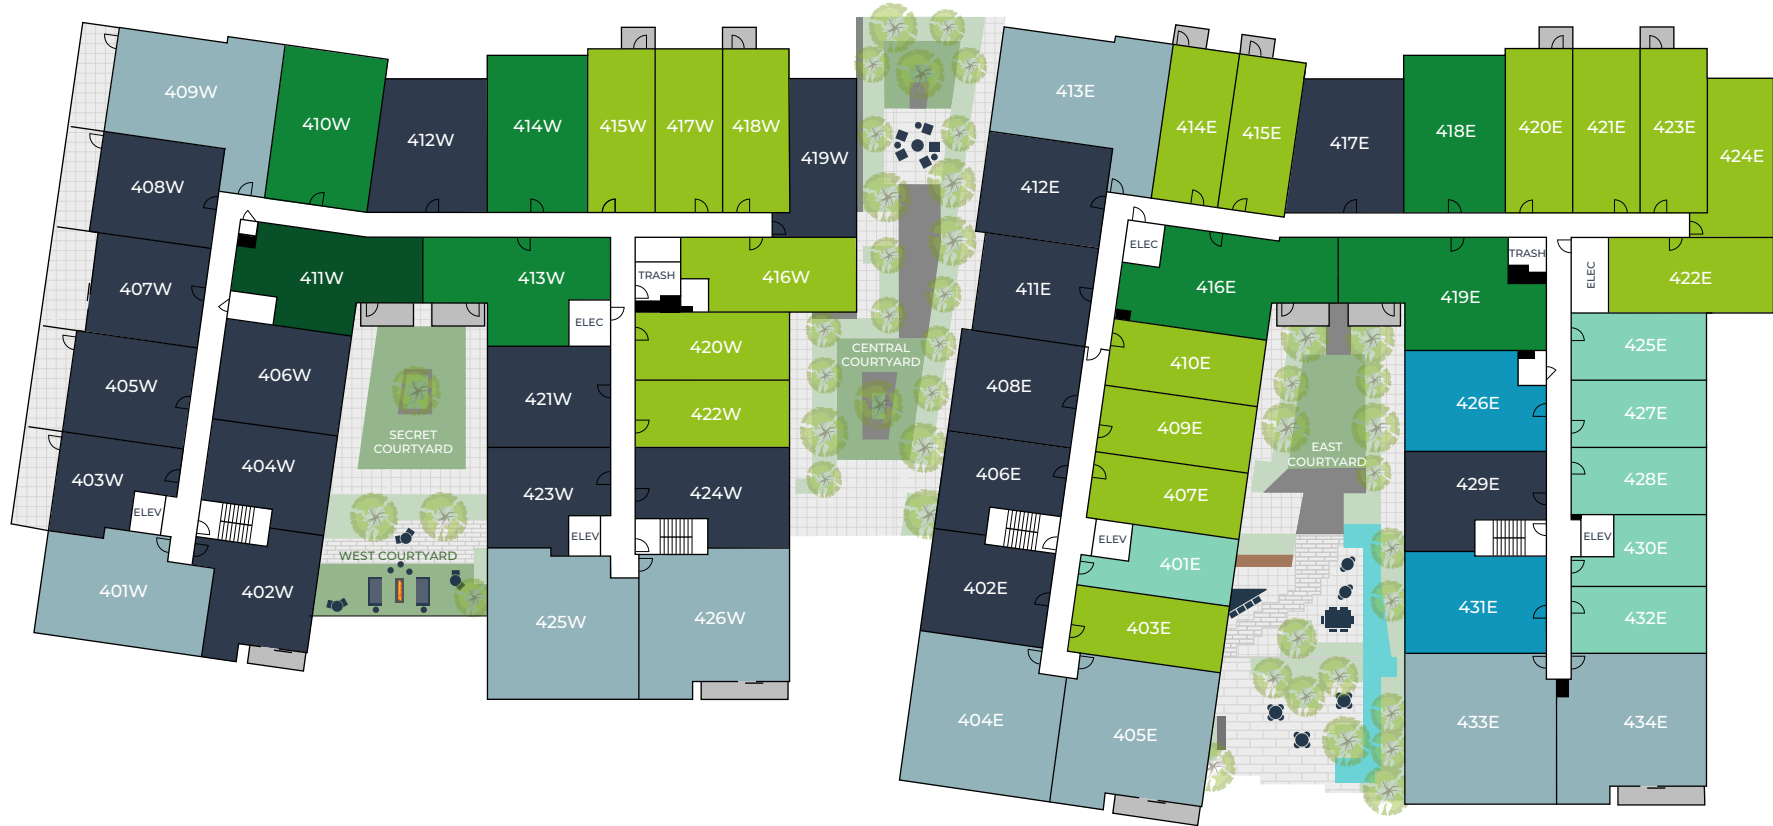 409W
410W
412W
414W
415W
417W
418W
419W
408W
411W
413W
TRASH
416W
407W
ELEC
420W
405W
406W
421W
422W
SECRET
COURTYARD
403W
404W
423W
424W
ELEV
ELEV
WEST COURTYARD
401W
402W
425W
426W
CENTRAL
COURTYARD
413E
414E
415E
417E
418E
420E
421E
423E
424E
412E
ELEC
411E
416E
419E
TRASH
ELEC
422E
410E
425E
408E
426E
427E
409E
EAST
COURTYARD
406E
407E
429E
428E
ELEV
401E
ELEV
430E
402E
403E
431E
432E
404E
405E
433E
434E